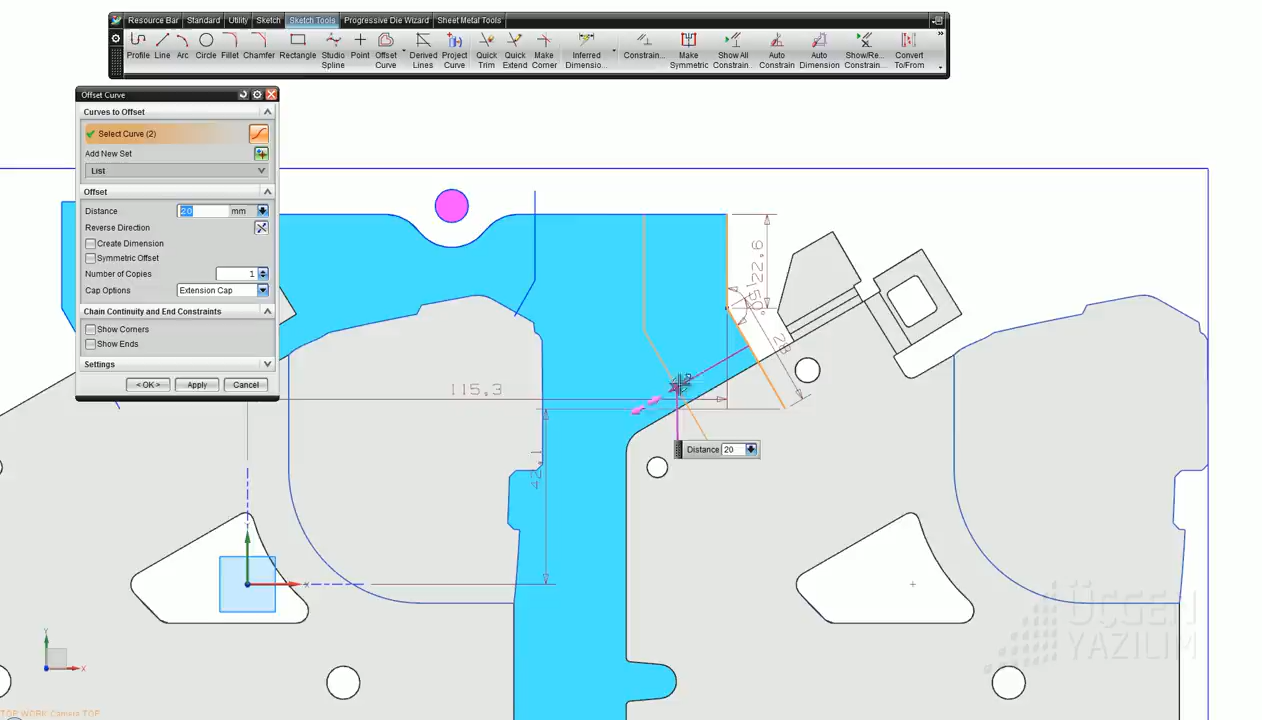 Resource Bar Standard Utility Sketch Sketch Tools Progressive Die Wizard Sheet Metal Tools
Profile Line Arc Circle Fillet Chamfer Rectangle Studio Spline Point Offset Curve Derived Lines Project Curve Quick Trim Quick Extend Make Corner Inferred Dimensio... Constrain... Make Symmetric Show All Constrain... Auto Constrain Auto Dimension Show/Re... Constrain... Convert To/From
Offset Curve
Curves to Offset
Select Curve (2)
Add New Set
List
Offset
Distance 20 mm
Reverse Direction
Create Dimension
Symmetric Offset
Number of Copies 1
Cap Options Extension Cap
Chain Continuity and End Constraints
Show Corners
Show Ends
Settings
<OK> Apply Cancel
122.6
28
115.3
Distance 20
X
Y
X
ÜÇGEN
YAZILIM
TOP WORK Camera TOP